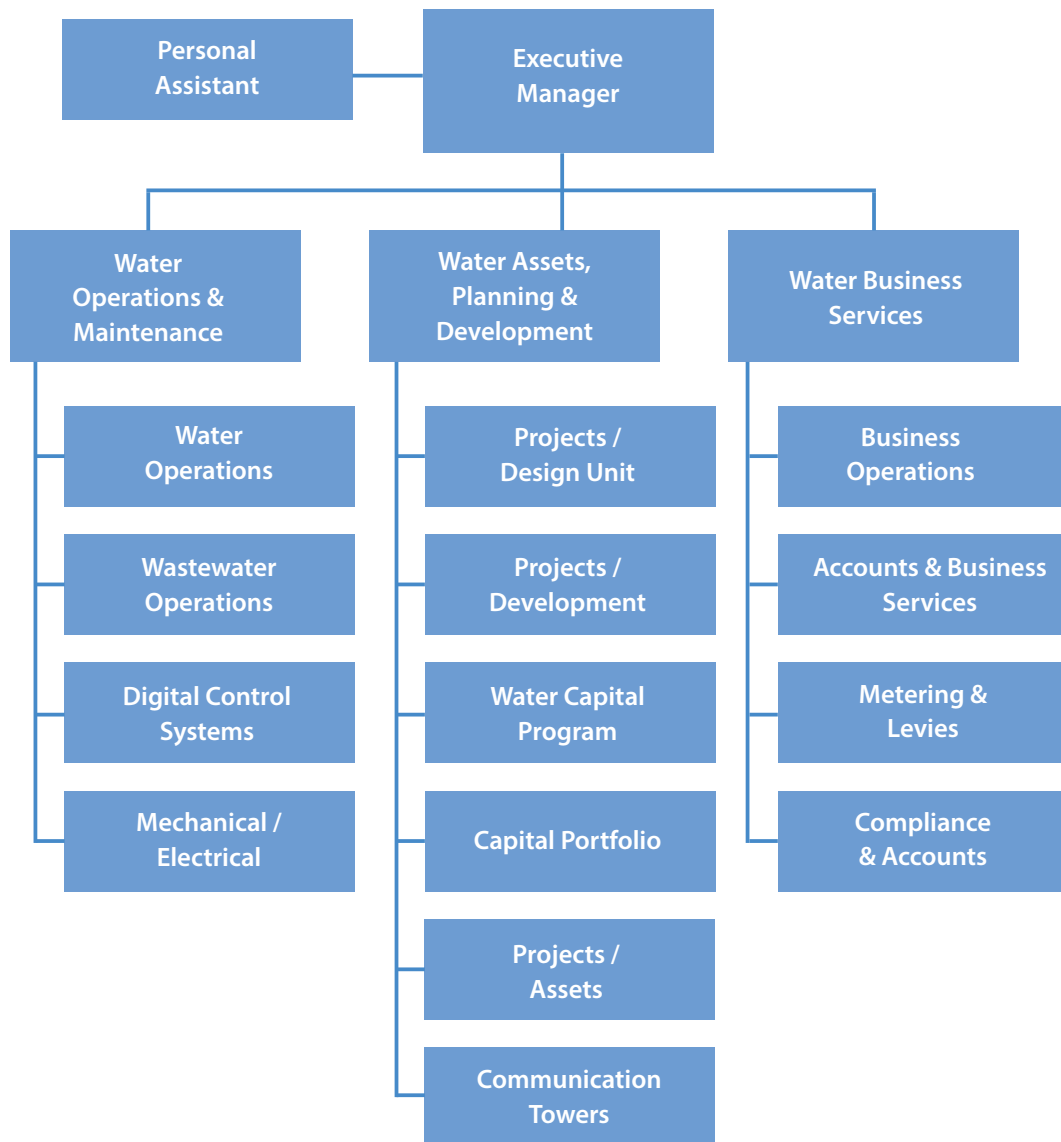 Personal
Assistant
Executive
Manager
Water
Operations &
Maintenance
Water Assets,
Planning &
Development
Water Business
Services
Water
Operations
Projects /
Design Unit
Business
Operations
Wastewater
Operations
Projects /
Development
Accounts & Business
Services
Digital Control
Systems
Water Capital
Program
Metering &
Levies
Mechanical /
Electrical
Capital Portfolio
Compliance
& Accounts
Projects /
Assets
Communication
Towers